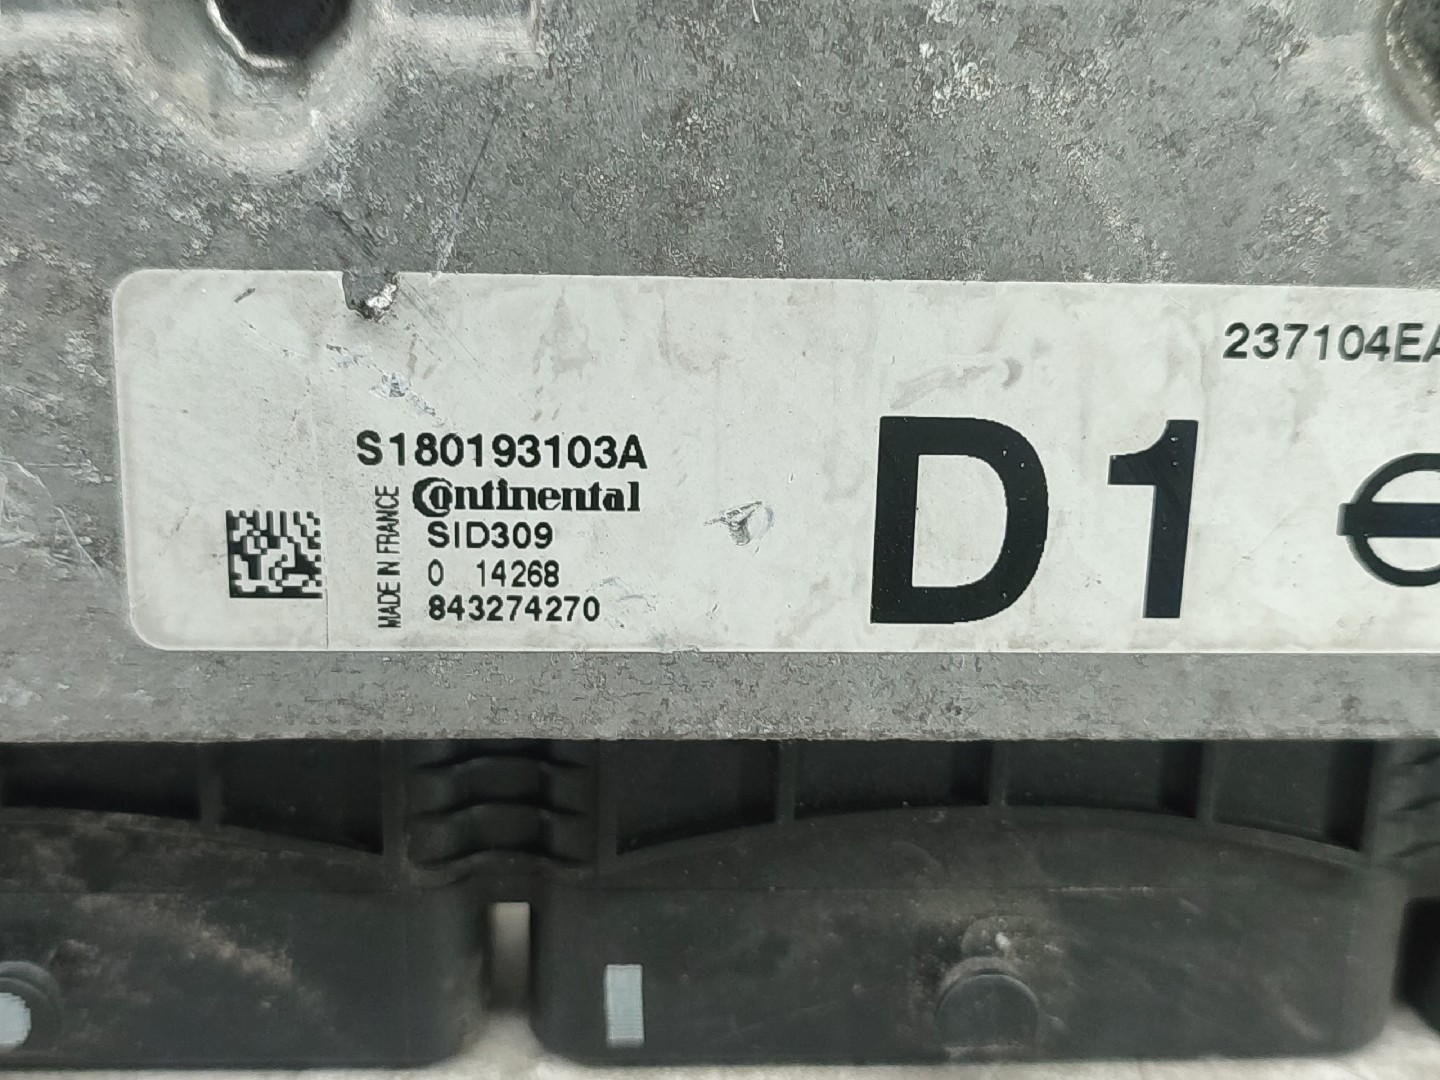 237104EA
S180193103A
Continental
MADE IN FRANCE
SID309
0 14268
843274270
D1